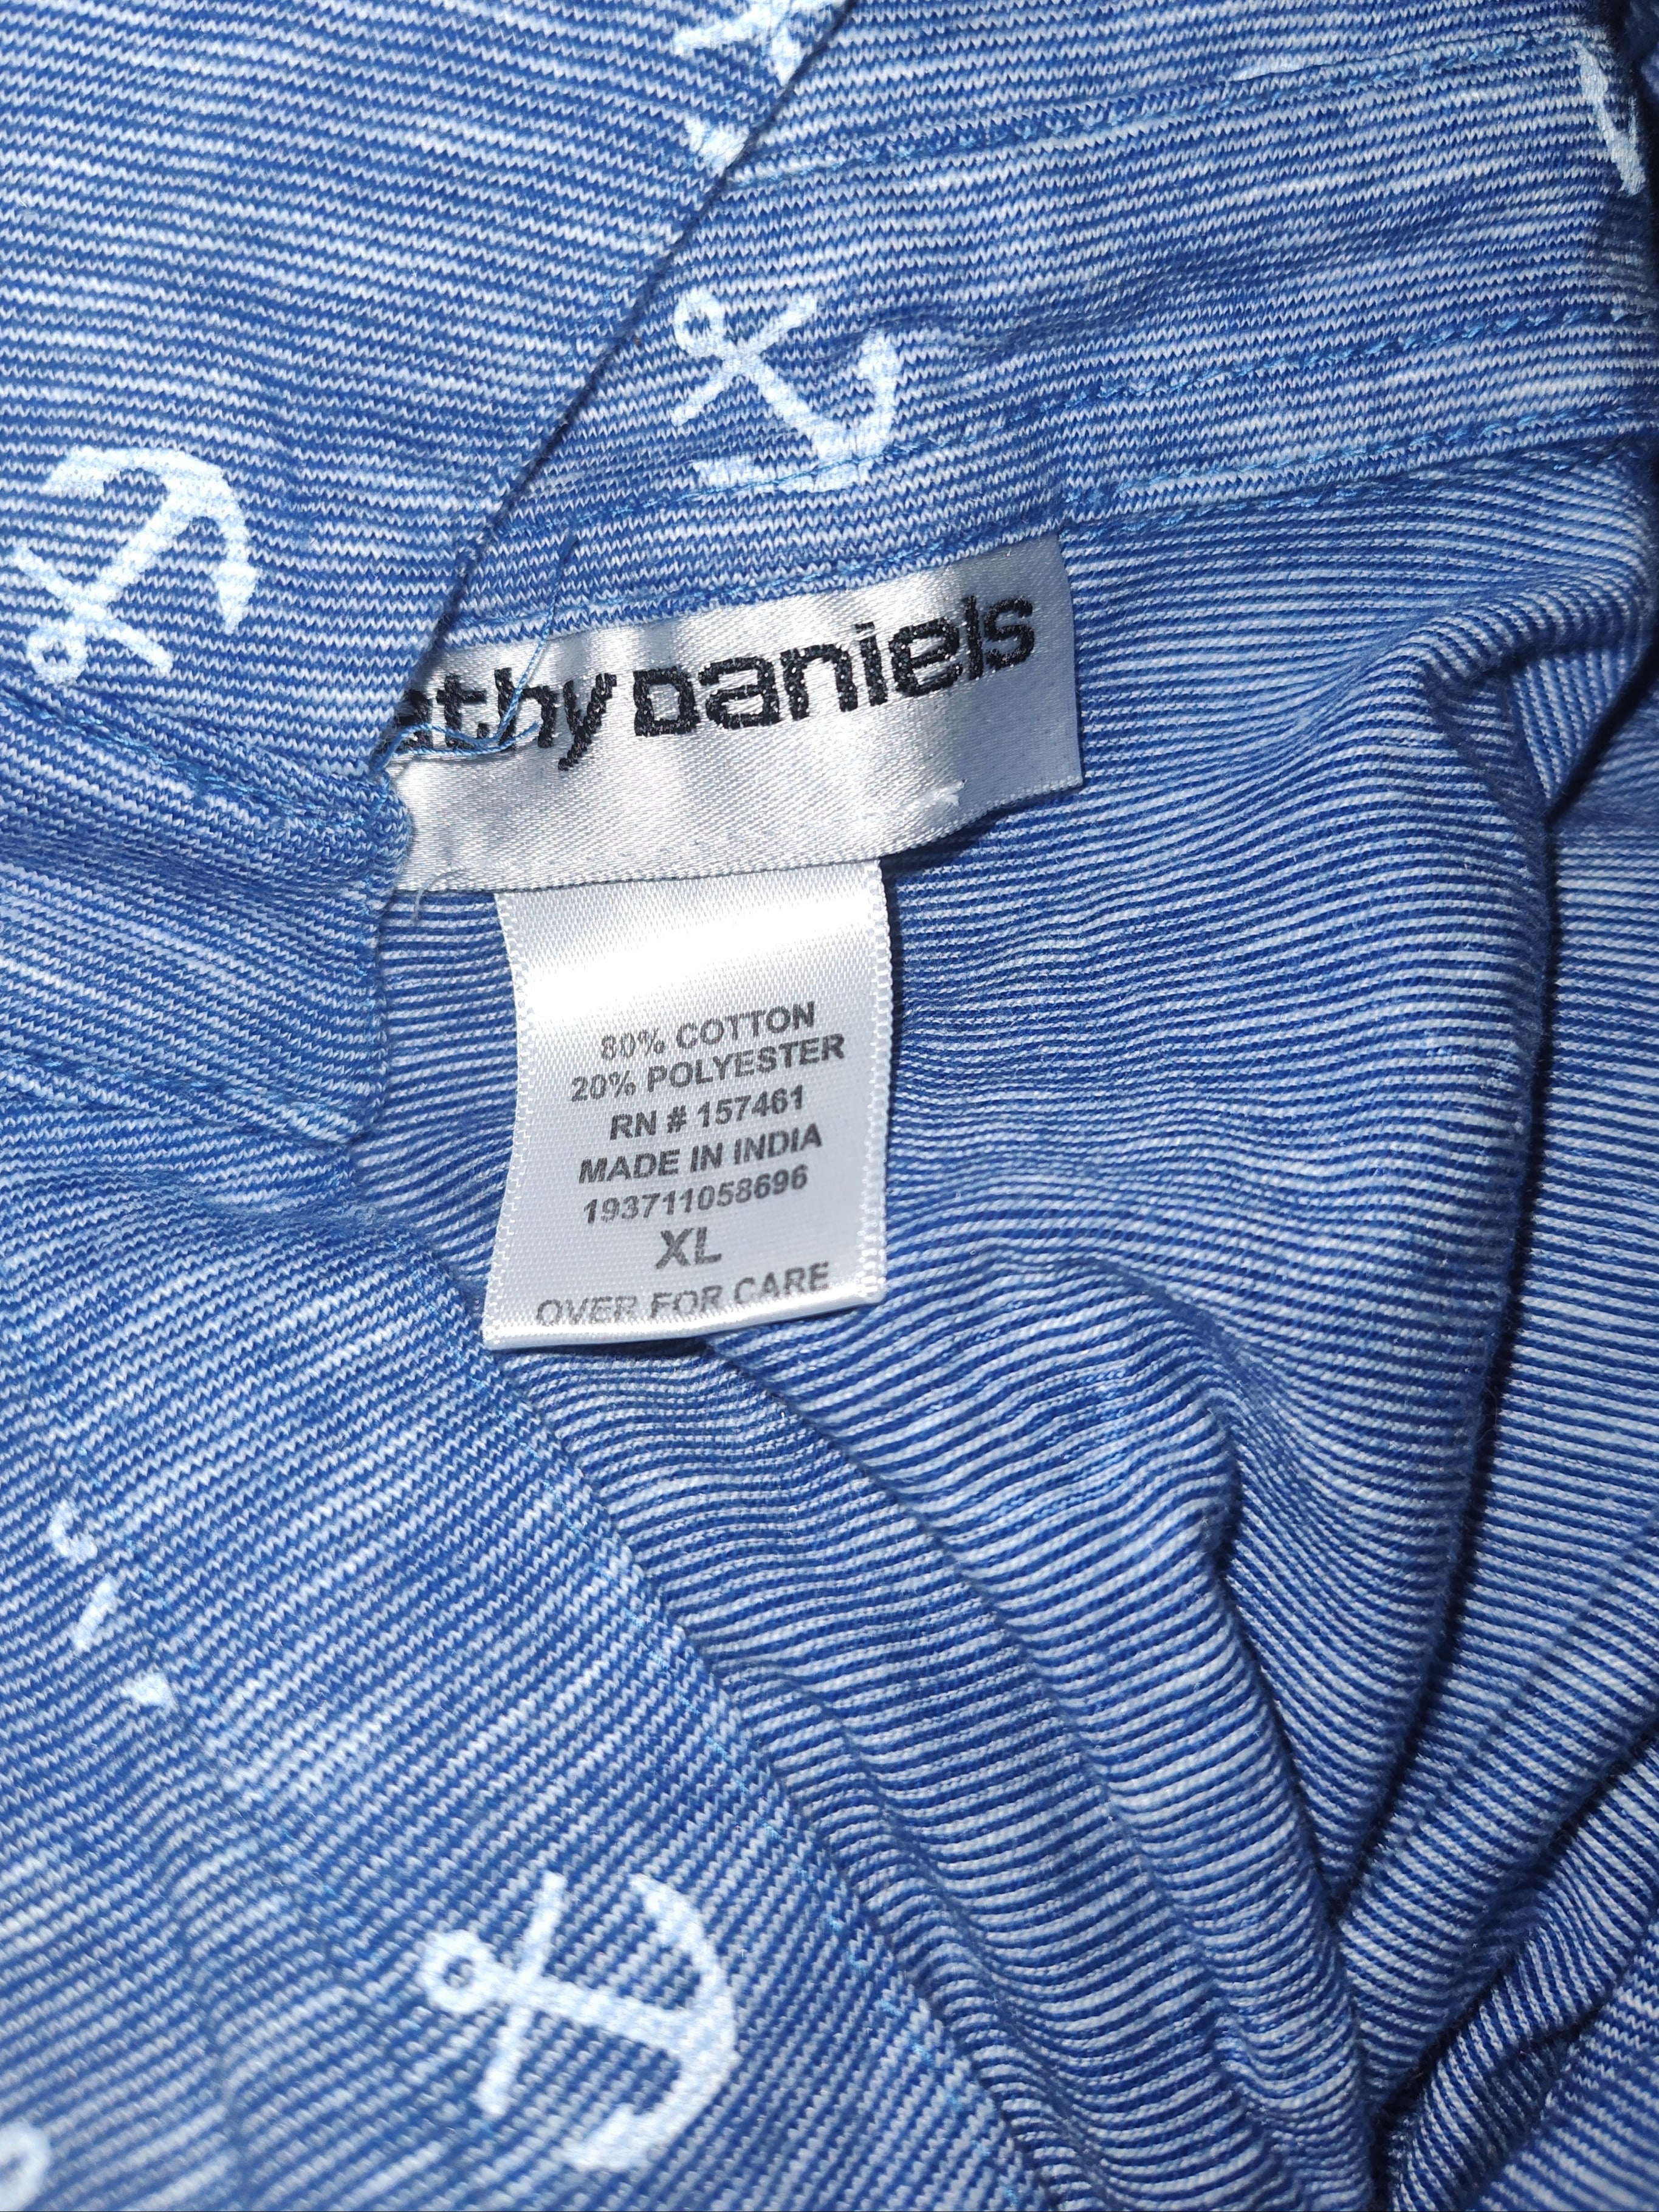 athy Daniels
80% COTTON
20% POLYESTER
RN # 157461
MADE IN INDIA
193711058696
XL
OVER FOR CARE